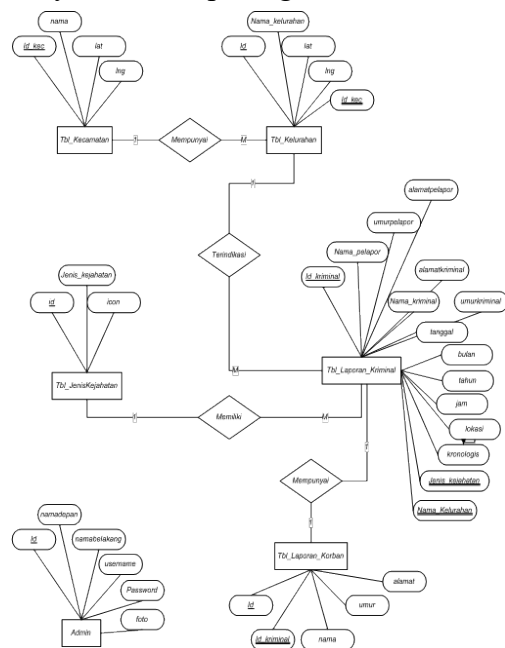 nama
Id_kec
lat
lng
Tbl_Kecamatan
1
Mempunyai
M
Nama_kelurahan
Id
lat
lng
Id_kec
Tbl_Kelurahan
1
Terindikasi
M
alamatpelapor
umurpelapor
Nama_pelapor
Id_kriminal
alamatkriminal
Nama_kriminal
umurkriminal
tanggal
bulan
tahun
jam
lokasi
kronologis
Jenis_kejahatan
Nama_Kelurahan
Tbl_Laporan_Kriminal
Jenis_kejahatan
id
icon
Tbl_JenisKejahatan
1
Memiliki
M
1
Mempunyai
1
Tbl_Laporan_Korban
Id
Id_kriminal
nama
umur
alamat
namadepan
Id
namabelakang
username
Password
foto
Admin